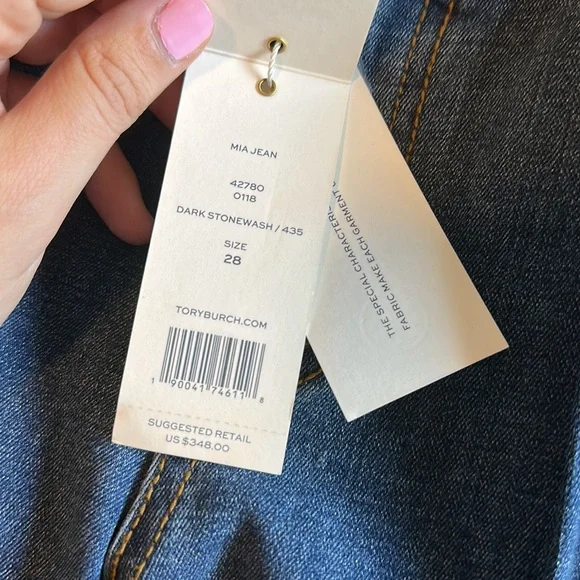 MIA JEAN
42780
0118
DARK STONEWASH / 435
SIZE
28
TORYBURCH.COM
1 90041 74611 8
SUGGESTED RETAIL
US $348.00
THE SPECIAL CHARACTERIS
FABRIC MAKE EACH GARMENT